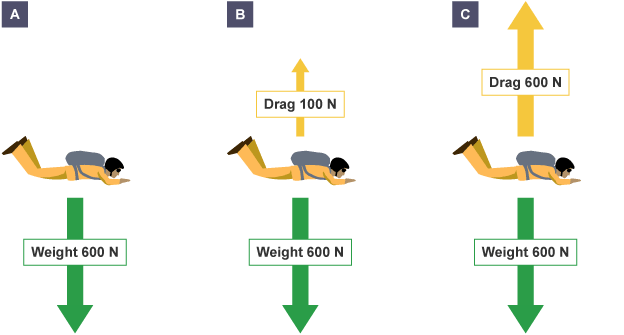 A
B
C
Drag 600 N
Drag 100 N
Weight 600 N
Weight 600 N
Weight 600 N